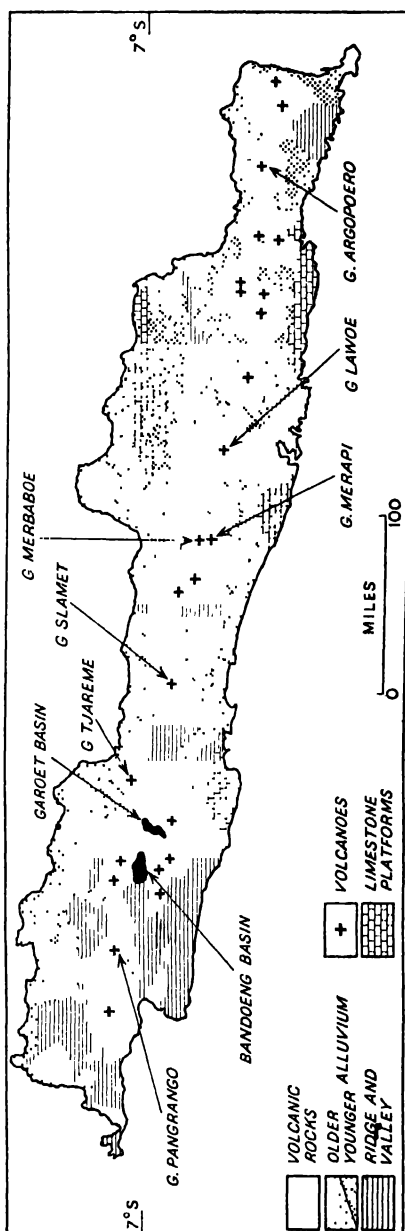 7° S
7° S
G. PANGRANGO
BANDOENG BASIN
GAROET BASIN
G TJAREME
G SLAMET
G MERBABOE
G. MERAPI
G LAWOE
G. ARGOPOERO
VOLCANIC
ROCKS
OLDER
YOUNGER ALLUVIUM
RIDGE AND
VALLEY
VOLCANOES
LIMESTONE
PLATFORMS
0 100
MILES